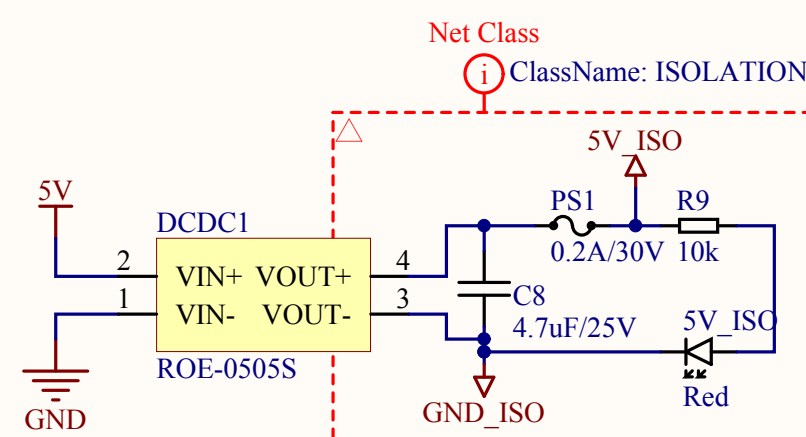 Net Class
i
ClassName: ISOLATION
5V_ISO
5V
DCDC1
PS1
R9
0.2A/30V
10k
2
VIN+
VOUT+
4
1
VIN-
VOUT-
3
C8
4.7uF/25V
5V_ISO
ROE-0505S
GND
GND_ISO
Red